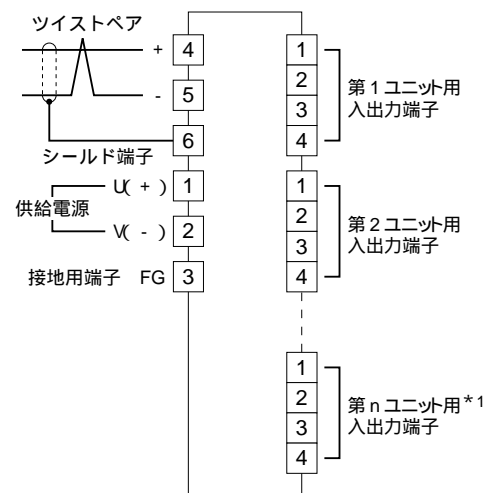 ツイストペア
+ 4
- 5
6
シールド端子
U( + ) 1
供給電源
V( - ) 2
接地用端子 FG 3
1
2
3
4
第1ユニット用
入出力端子
1
2
3
4
第2ユニット用
入出力端子
1
2
3
4
第nユニット用*1
入出力端子